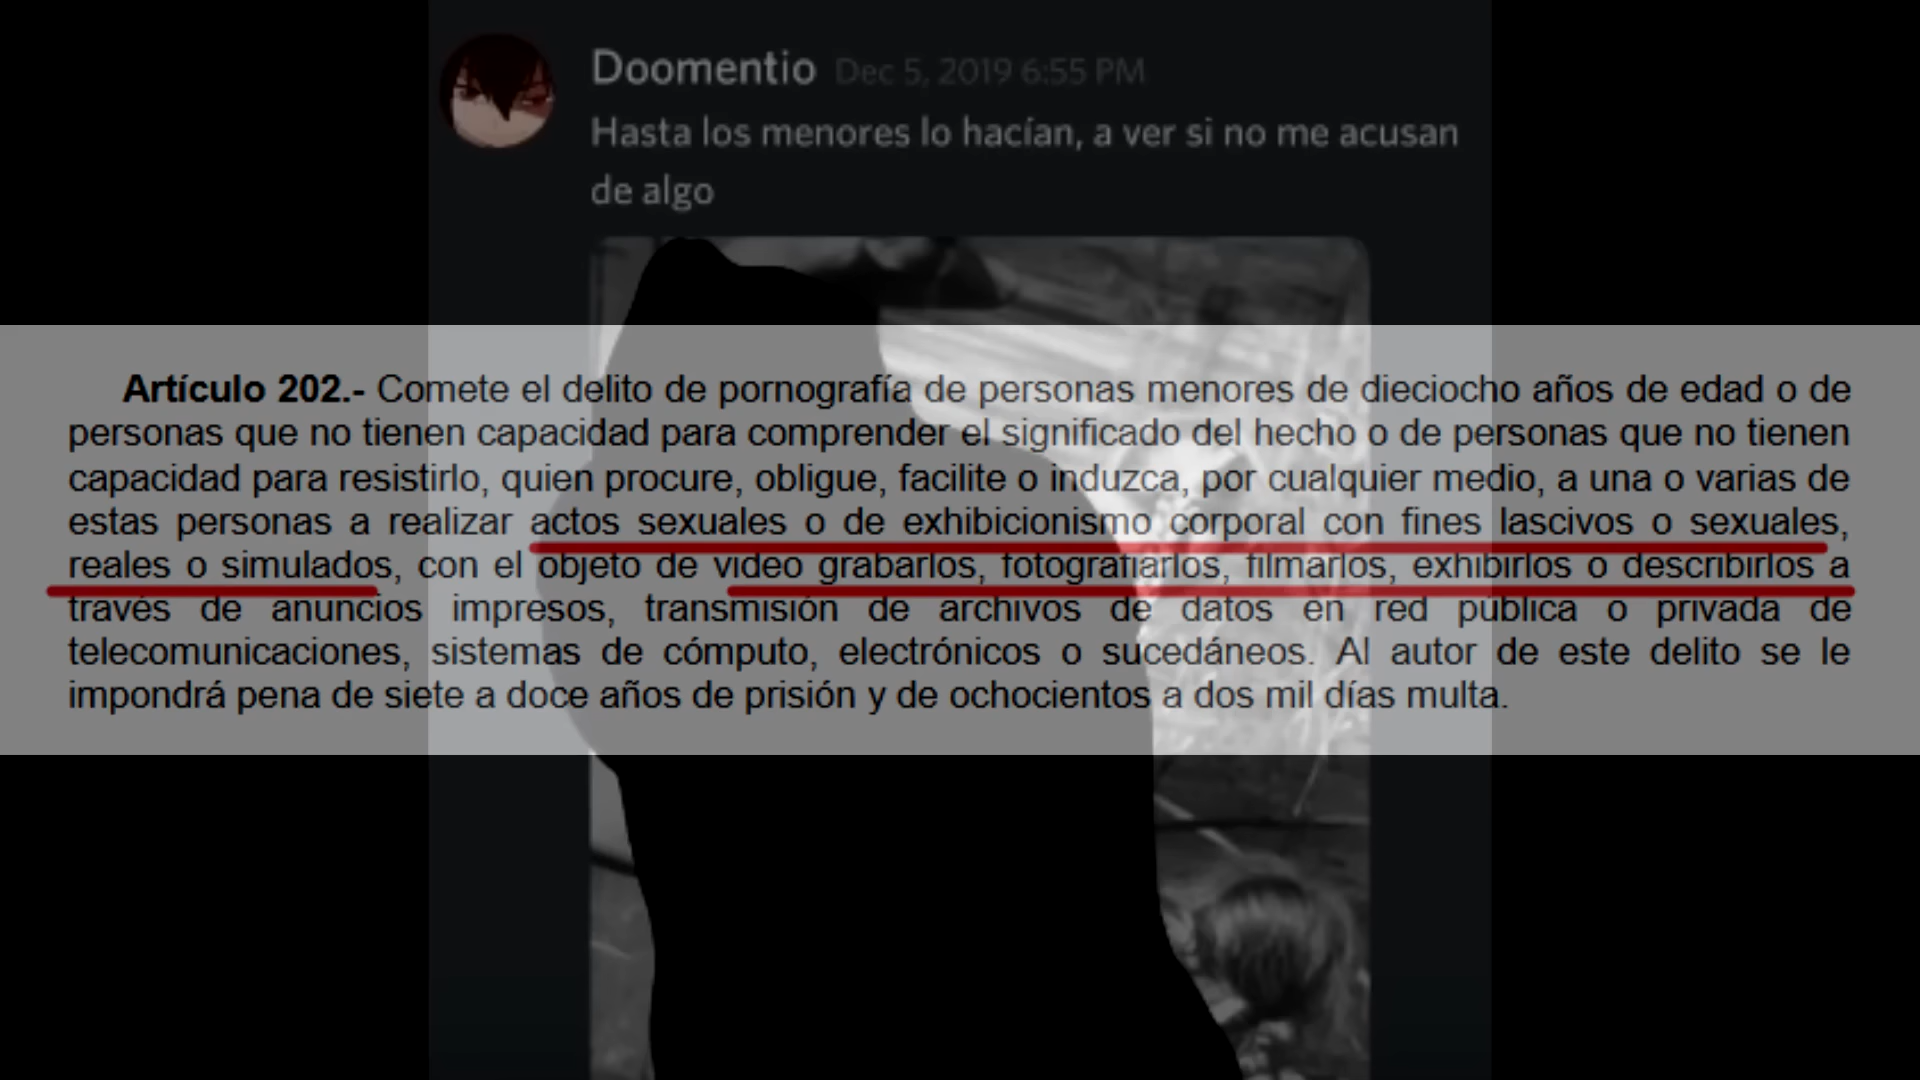 Doomentio Dec 5, 2019 6:55 PM
Hasta los menores lo hacían, a ver si no me acusan
de algo
Artículo 202.- Comete el delito de pornografía de personas menores de dieciocho años de edad o de
personas que no tienen capacidad para comprender el significado del hecho o de personas que no tienen
capacidad para resistirlo, quien procure, obligue, facilite o induzca, por cualquier medio, a una o varias de
estas personas a realizar actos sexuales o de exhibicionismo corporal con fines lascivos o sexuales,
reales o simulados, con el objeto de video grabarlos, fotografiarlos, filmarlos, exhibirlos o describirlos a
través de anuncios impresos, transmisión de archivos de datos en red pública o privada de
telecomunicaciones, sistemas de cómputo, electrónicos o sucedáneos. Al autor de este delito se le
impondrá pena de siete a doce años de prisión y de ochocientos a dos mil días multa.